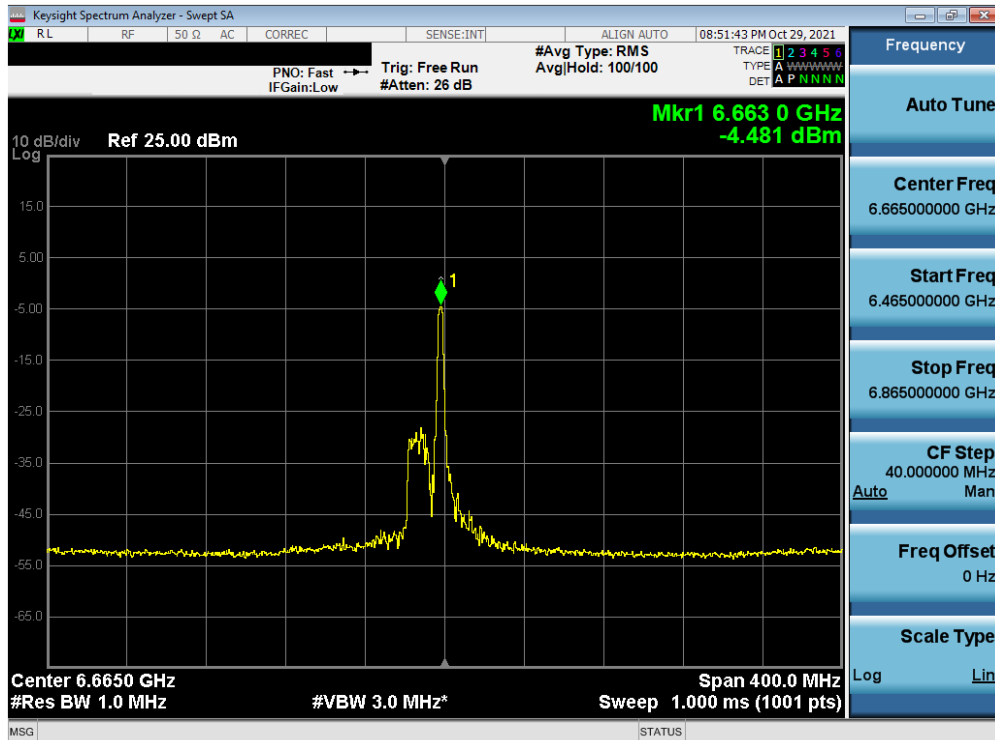 Keysight Spectrum Analyzer - Swept SA
LXI RL RF 50 Ω AC CORREC SENSE:INT ALIGN AUTO 08:51:43 PM Oct 29, 2021
PNO: Fast
IFGain:Low
Trig: Free Run
#Atten: 26 dB
#Avg Type: RMS
Avg|Hold: 100/100
TRACE 1 2 3 4 5 6
TYPE A WWWWW
DET A P N N N N
Mkr1 6.663 0 GHz
-4.481 dBm
10 dB/div Ref 25.00 dBm
Log
15.0
5.00
-5.00
-15.0
-25.0
-35.0
-45.0
-55.0
-65.0
1
Center 6.6650 GHz Span 400.0 MHz
#Res BW 1.0 MHz #VBW 3.0 MHz* Sweep 1.000 ms (1001 pts)
MSG STATUS
Frequency
Auto Tune
Center Freq
6.665000000 GHz
Start Freq
6.465000000 GHz
Stop Freq
6.865000000 GHz
CF Step
40.000000 MHz
Auto Man
Freq Offset
0 Hz
Scale Type
Log Lin